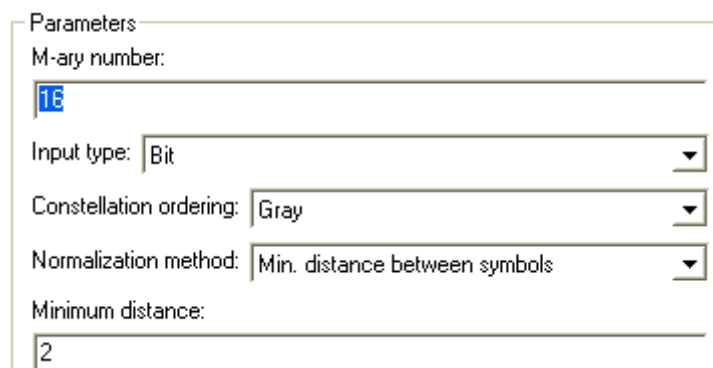 Parameters
M-ary number:
16
Input type: Bit
Constellation ordering: Gray
Normalization method: Min. distance between symbols
Minimum distance:
2